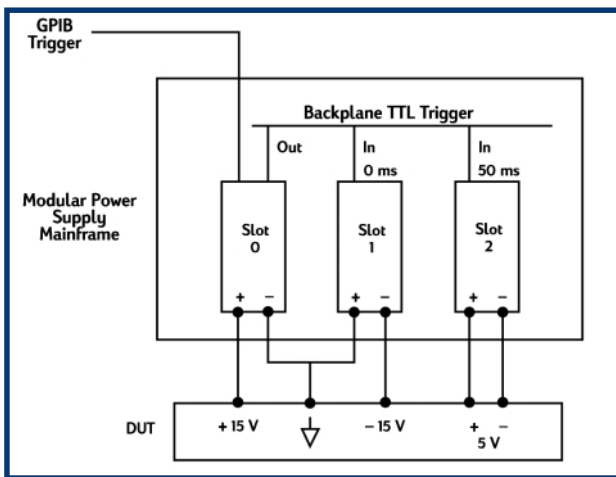 GPIB
Trigger
Backplane TTL Trigger
Out
In
0 ms
In
50 ms
Modular Power
Supply
Mainframe
Slot
0
Slot
1
Slot
2
+ −
+ −
+ −
DUT
+ 15 V
− 15 V
+ −
5 V